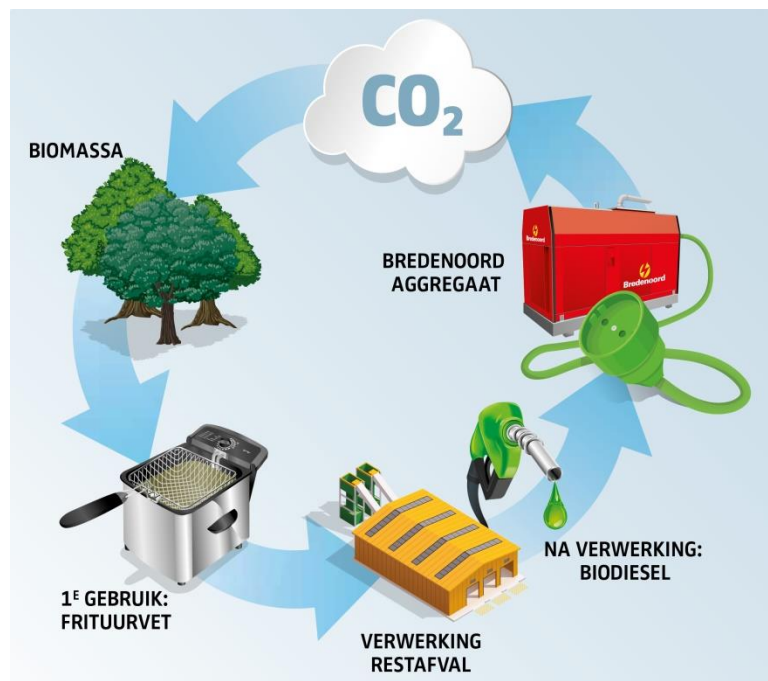 CO₂
BIOMASSA
BREDENOORD
AGGREGAAT
Bredenoord
Bredenoord
1ᴱ GEBRUIK:
FRITUURVET
VERWERKING
RESTAFVAL
NA VERWERKING:
BIODIESEL